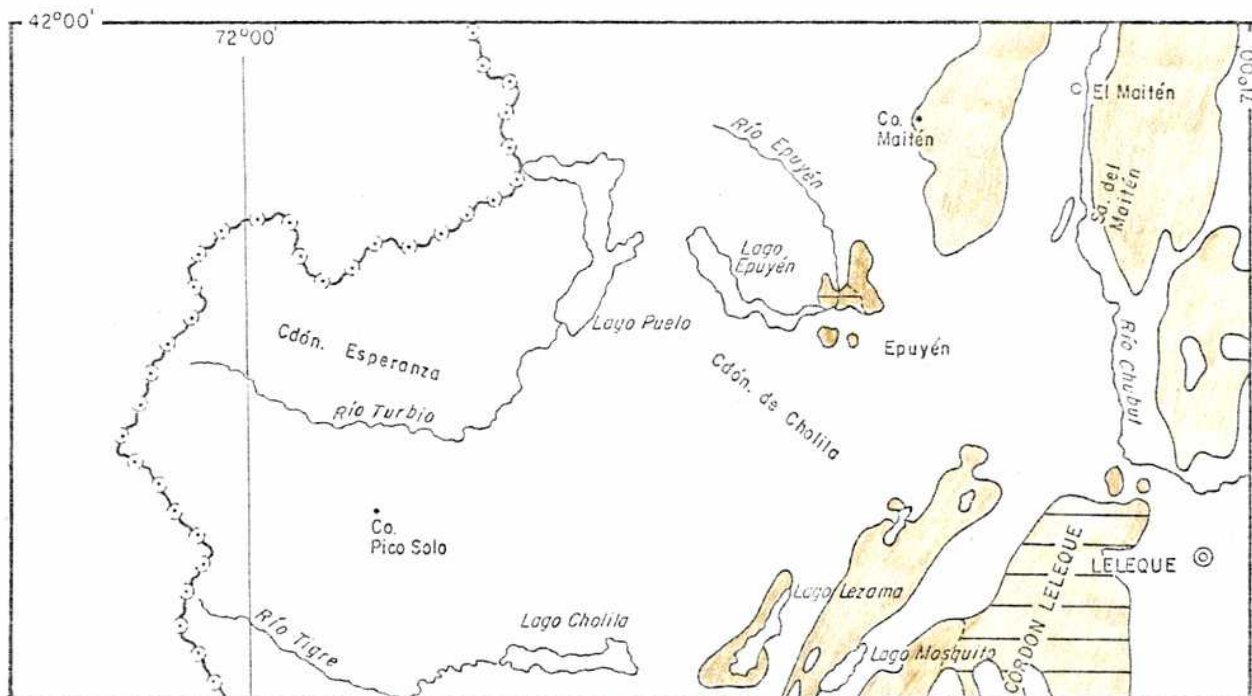 42°00'
72°00'
71°00'
El Maitén
Co.
Maitén
Río Epuyén
Sa. del
Maitén
Lago
Epuyén
Lago Puelo
Epuyén
Río Chubut
Cdón. Esperanza
Cdón. de Cholila
Río Turbio
Co.
Pico Solo
LELEQUE
CORDON LELEQUE
Lago Lezama
Lago Cholila
Río Tigre
Lago Mosquito